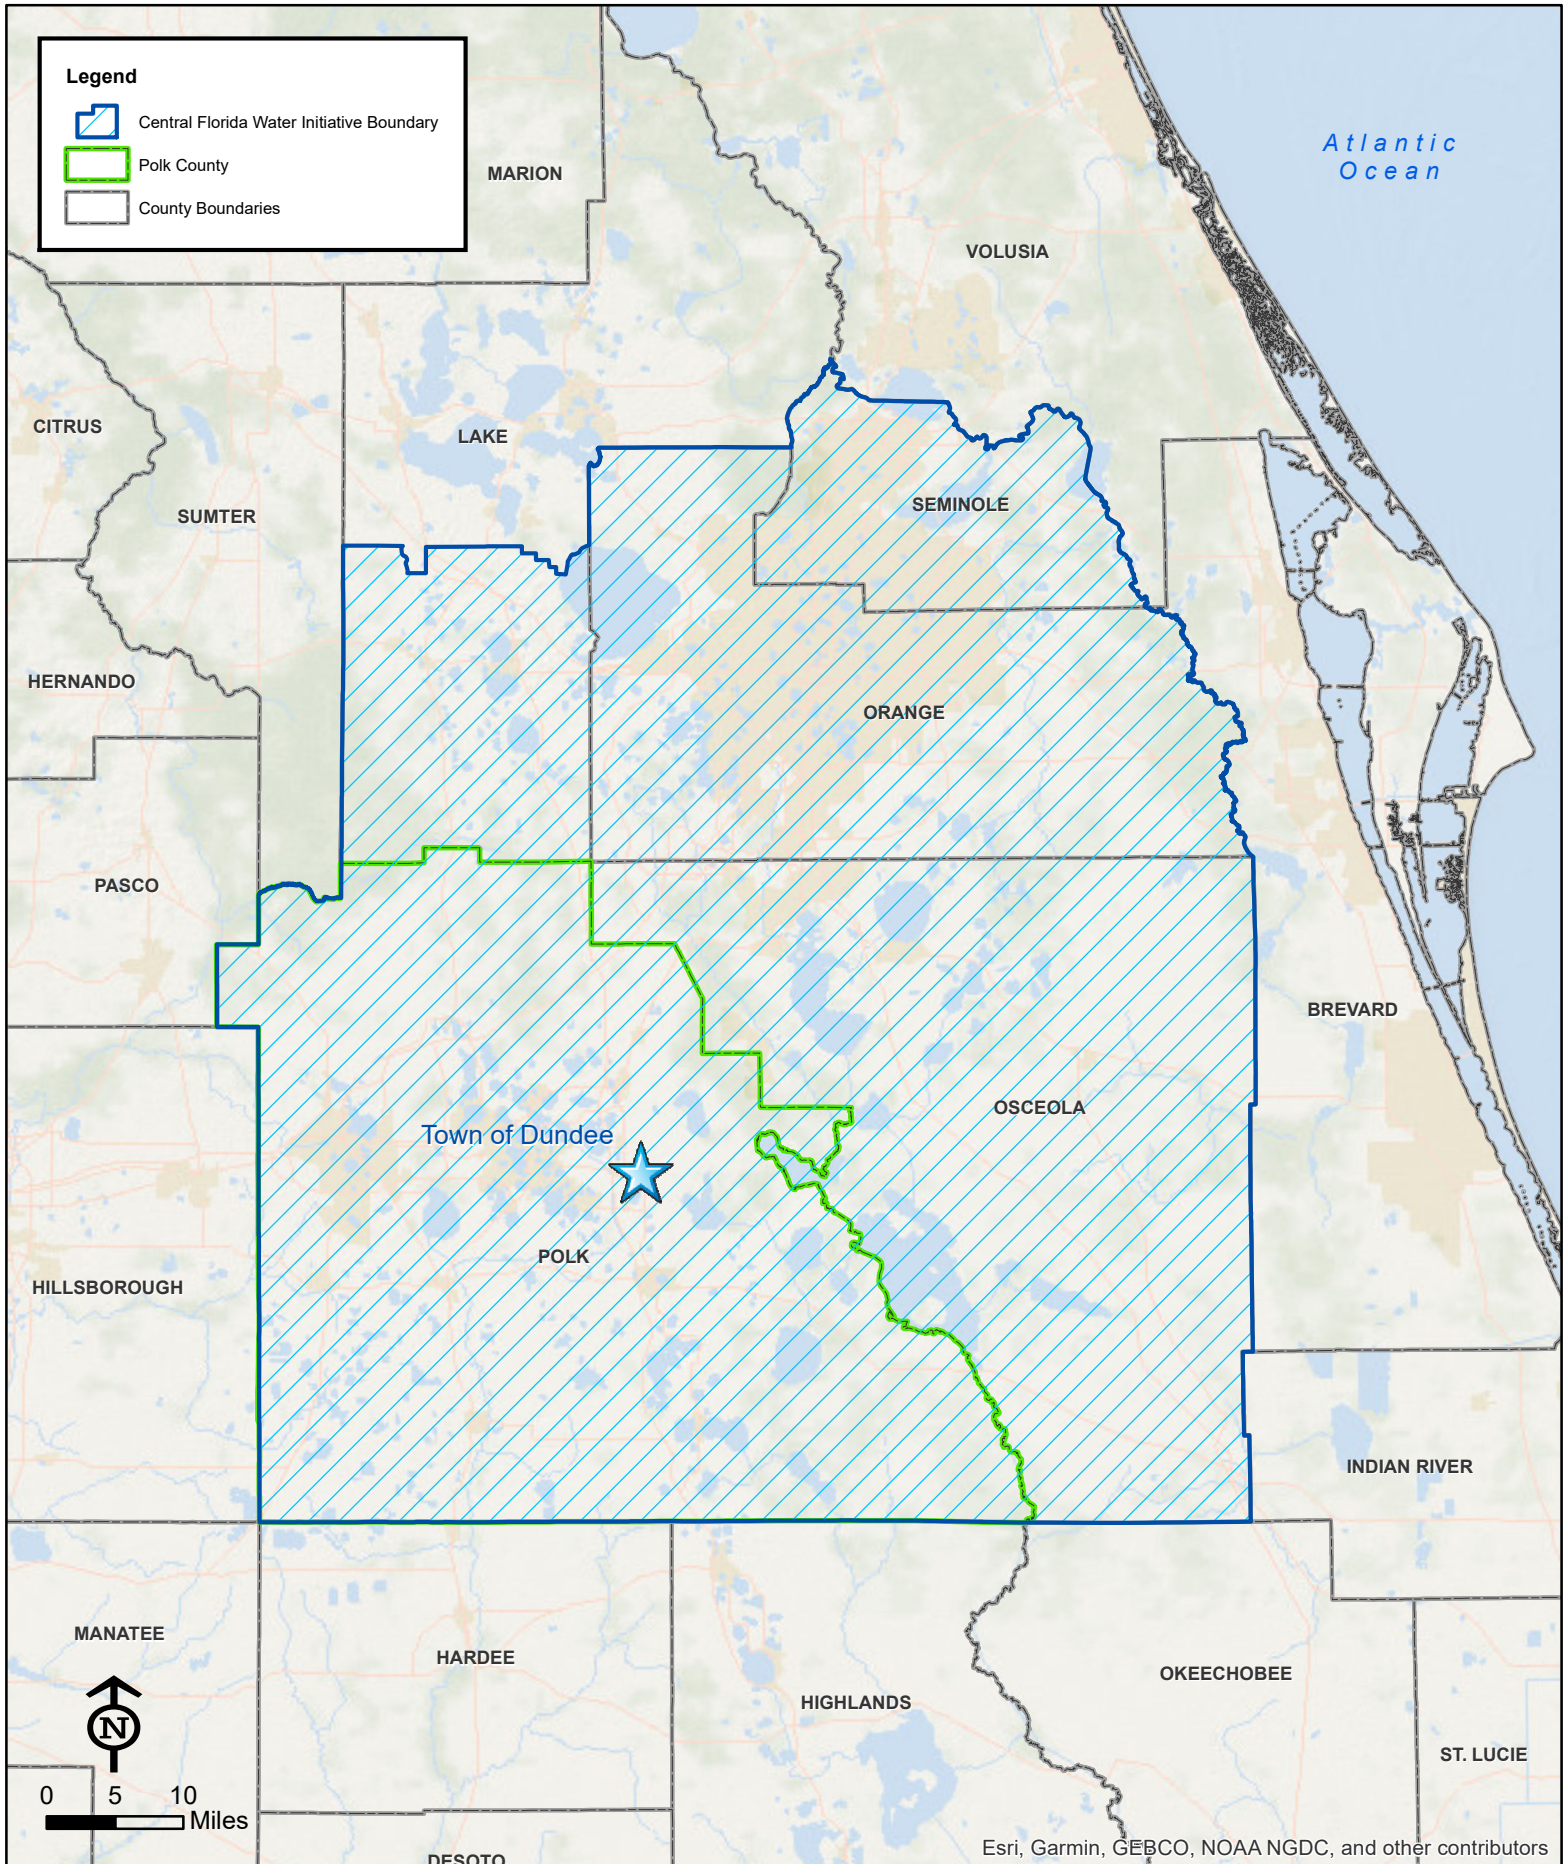 Legend
Central Florida Water Initiative Boundary
Polk County
County Boundaries
Atlantic
Ocean
MARION
VOLUSIA
CITRUS
LAKE
SEMINOLE
SUMTER
HERNANDO
ORANGE
PASCO
BREVARD
OSCEOLA
Town of Dundee
POLK
HILLSBOROUGH
INDIAN RIVER
MANATEE
HARDEE
OKEECHOBEE
HIGHLANDS
N
ST. LUCIE
0 5 10
Miles
Esri, Garmin, GEBCO, NOAA NGDC, and other contributors
DESOTO